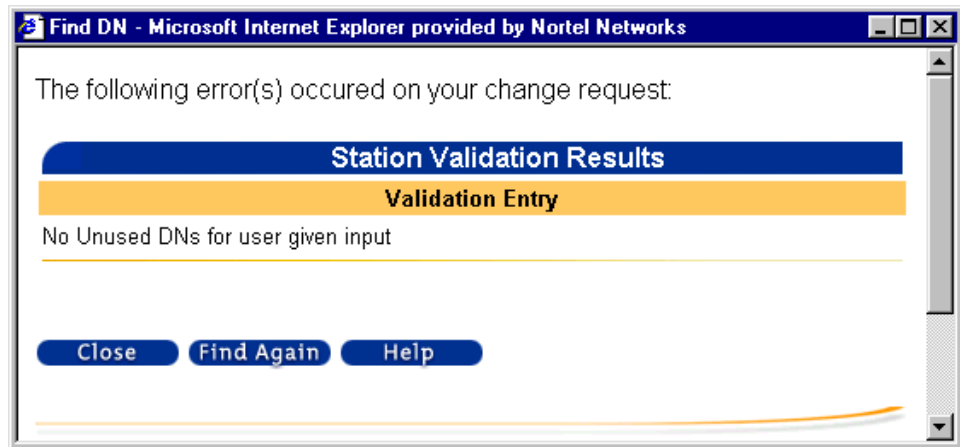 Find DN - Microsoft Internet Explorer provided by Nortel Networks
The following error(s) occured on your change request:
Station Validation Results
Validation Entry
No Unused DNs for user given input
Close Find Again Help